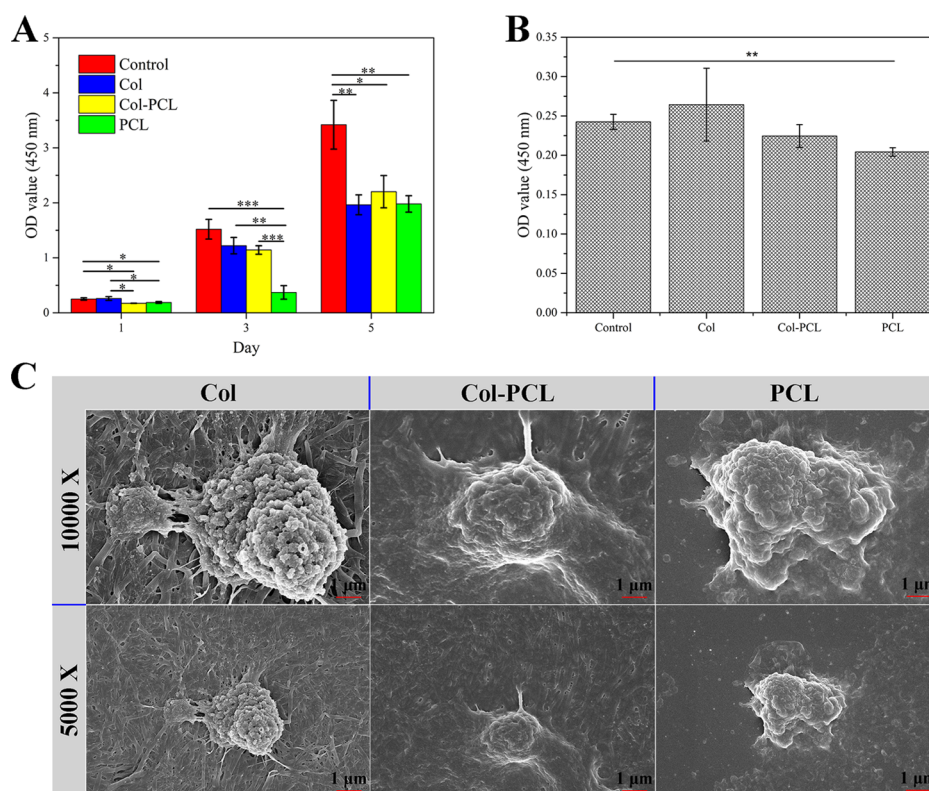 A
OD value (450 nm)
5
4
3
2
1
0
Control
Col
Col-PCL
PCL
*
*
*
*
***
**
***
**
*
**
1
3
5
Day
B
OD value (450 nm)
0.35
0.30
0.25
0.20
0.15
0.10
0.05
0.00
**
Control
Col
Col-PCL
PCL
C
Col
Col-PCL
PCL
10000 X
1 μm
1 μm
1 μm
5000 X
1 μm
1 μm
1 μm